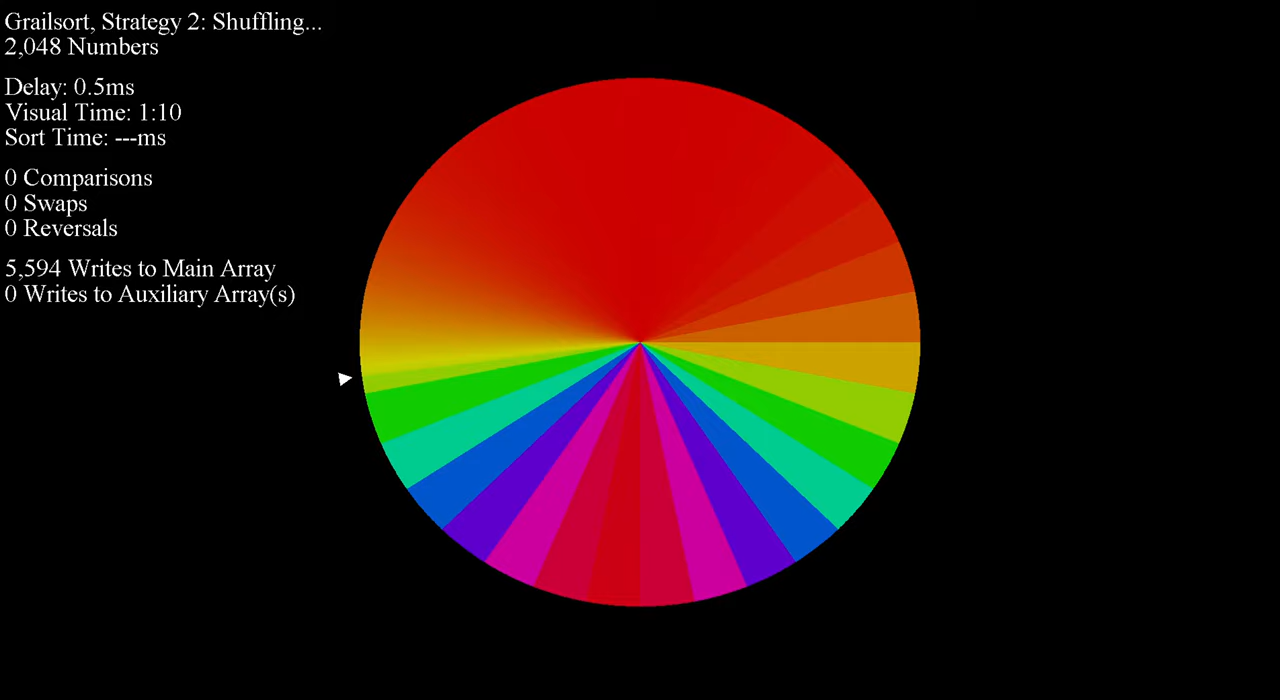 Grailsort, Strategy 2: Shuffling...
2,048 Numbers
Delay: 0.5ms
Visual Time: 1:10
Sort Time: ---ms
0 Comparisons
0 Swaps
0 Reversals
5,594 Writes to Main Array
0 Writes to Auxiliary Array(s)